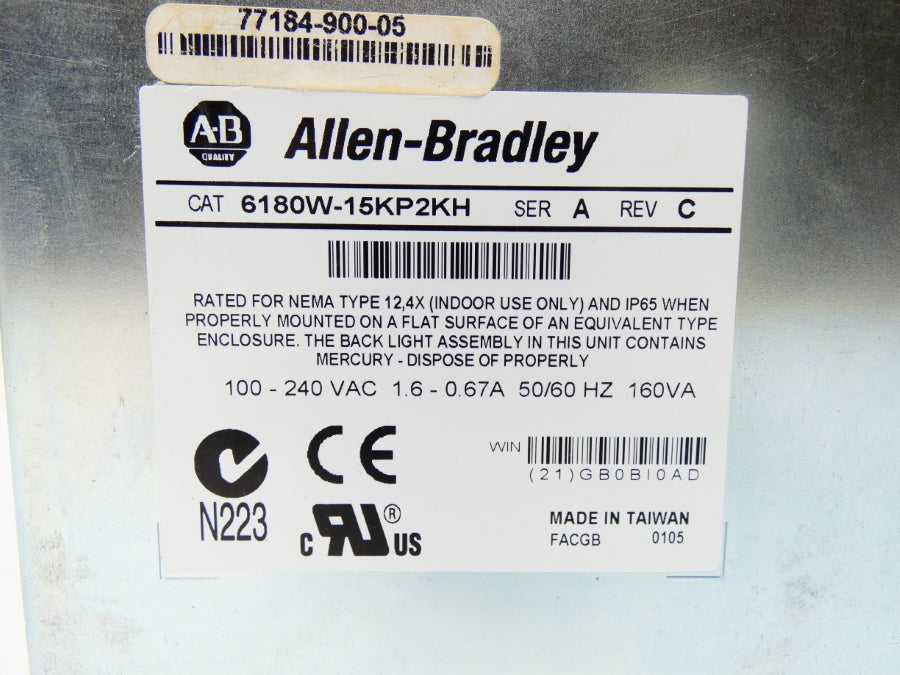 77184-900-05
A-B
QUALITY
Allen-Bradley
CAT 6180W-15KP2KH SER A REV C
RATED FOR NEMA TYPE 12,4X (INDOOR USE ONLY) AND IP65 WHEN
PROPERLY MOUNTED ON A FLAT SURFACE OF AN EQUIVALENT TYPE
ENCLOSURE. THE BACK LIGHT ASSEMBLY IN THIS UNIT CONTAINS
MERCURY - DISPOSE OF PROPERLY
100 - 240 VAC 1.6 - 0.67A 50/60 HZ 160VA
N223
CE
c RU ® US
WIN
(21)GB0BI0AD
MADE IN TAIWAN
FACGB 0105